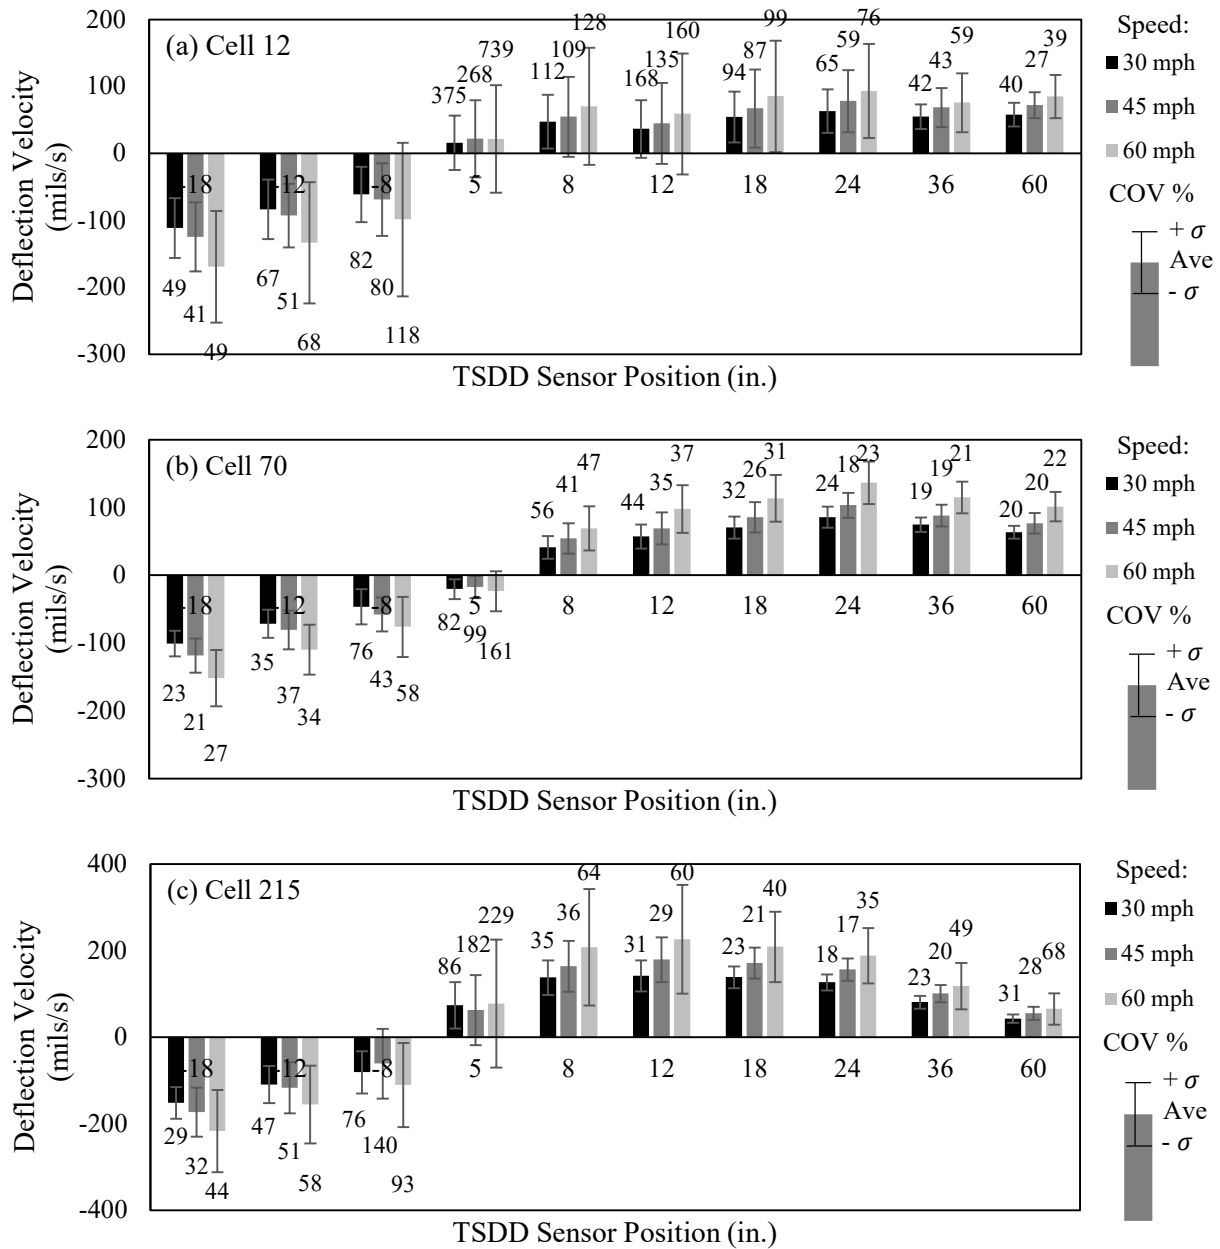 (a) Cell 12
Deflection Velocity
(mils/s)
200
100
0
-100
-200
-300
-18 -12 -8 5 8 12 18 24 36 60
49 41 49
67 51 68
82 80 118
375 268 739
112 109 128
168 135 160
94 87 99
65 59 76
42 43 59
40 27 39
TSDD Sensor Position (in.)
Speed:
30 mph
45 mph
60 mph
COV %
+ σ
Ave
- σ
(b) Cell 70
Deflection Velocity
(mils/s)
200
100
0
-100
-200
-300
-18 -12 -8 5 8 12 18 24 36 60
23 21 27
35 37 34
76 43 58
82 99 161
56 41 47
44 35 37
32 26 31
24 18 23
19 19 21
20 20 22
TSDD Sensor Position (in.)
Speed:
30 mph
45 mph
60 mph
COV %
+ σ
Ave
- σ
(c) Cell 215
Deflection Velocity
(mils/s)
400
200
0
-200
-400
-18 -12 -8 5 8 12 18 24 36 60
29 32 44
47 51 58
76 140 93
86 182 229
35 36 64
31 29 60
23 21 40
18 17 35
23 20 49
31 28 68
TSDD Sensor Position (in.)
Speed:
30 mph
45 mph
60 mph
COV %
+ σ
Ave
- σ